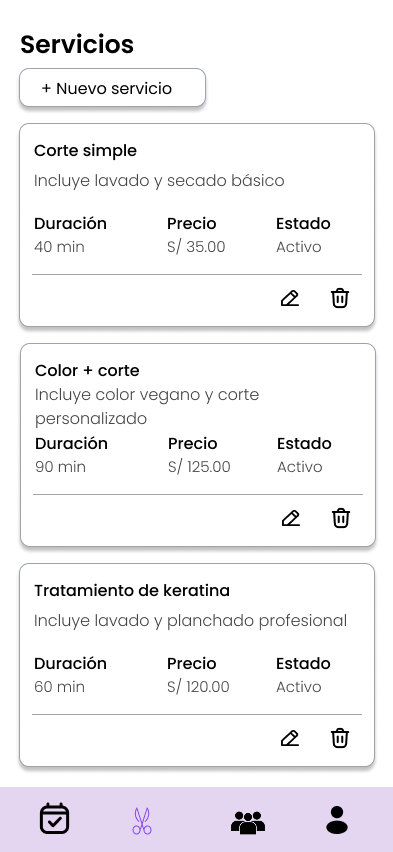 Servicios
+ Nuevo servicio
Corte simple
Incluye lavado y secado básico
Duración Precio Estado
40 min S/ 35.00 Activo
Color + corte
Incluye color vegano y corte
personalizado
Duración Precio Estado
90 min S/ 125.00 Activo
Tratamiento de keratina
Incluye lavado y planchado profesional
Duración Precio Estado
60 min S/ 120.00 Activo